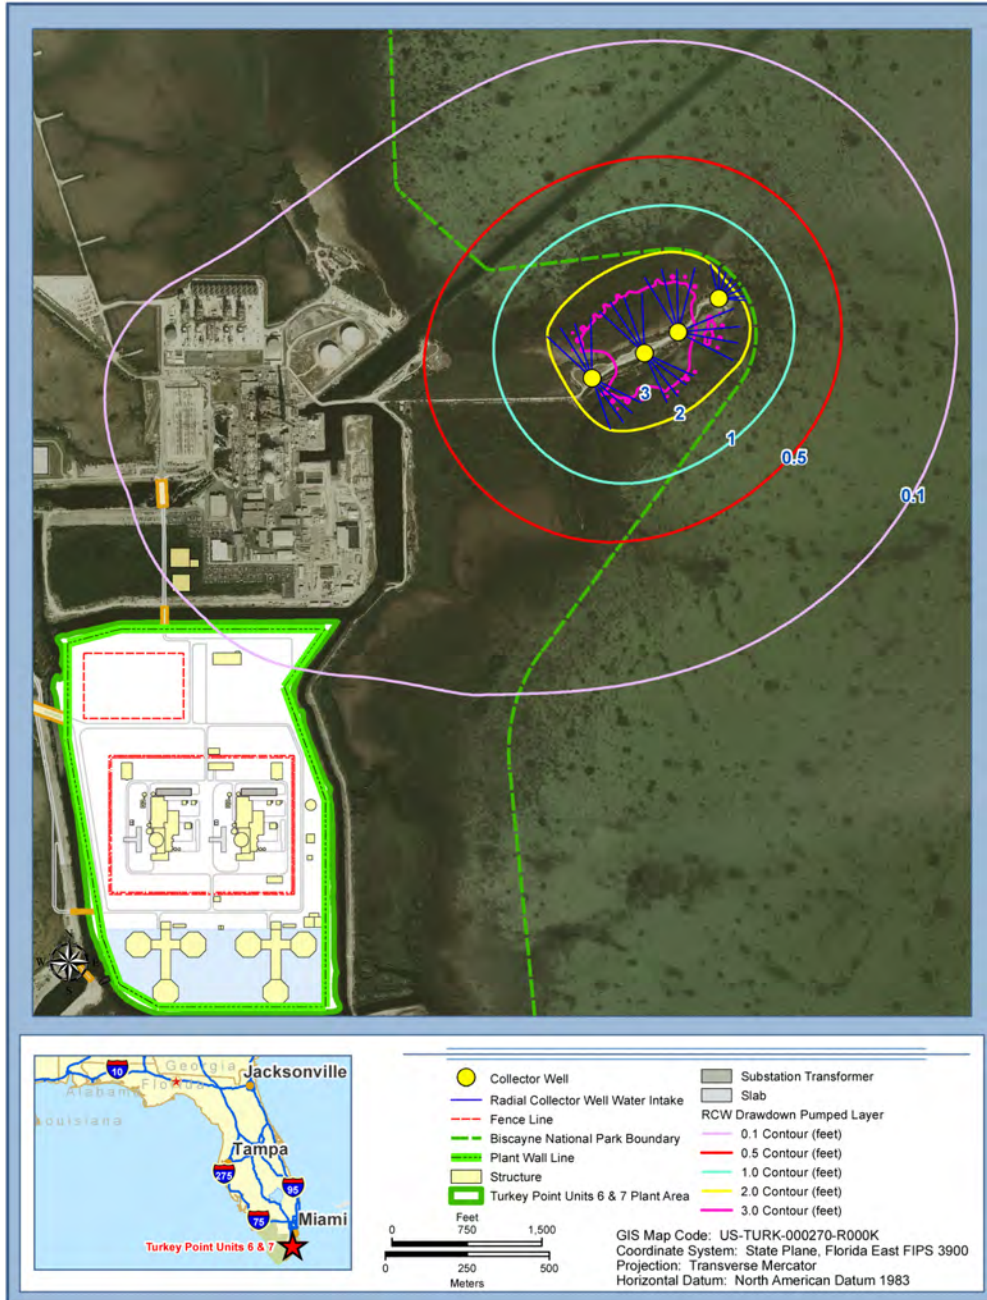 3
2
1
0.5
0.1
W
S
10
Georgia
Jacksonville
Alabama
Florida
Louisiana
Tampa
275
95
75
Miami
Turkey Point Units 6 & 7
Collector Well
Radial Collector Well Water Intake
Fence Line
Biscayne National Park Boundary
Plant Wall Line
Structure
Turkey Point Units 6 & 7 Plant Area
Substation Transformer
Slab
RCW Drawdown Pumped Layer
0.1 Contour (feet)
0.5 Contour (feet)
1.0 Contour (feet)
2.0 Contour (feet)
3.0 Contour (feet)
Feet
0 750 1,500
0 250 500
Meters
GIS Map Code: US-TURK-000270-R000K
Coordinate System: State Plane, Florida East FIPS 3900
Projection: Transverse Mercator
Horizontal Datum: North American Datum 1983